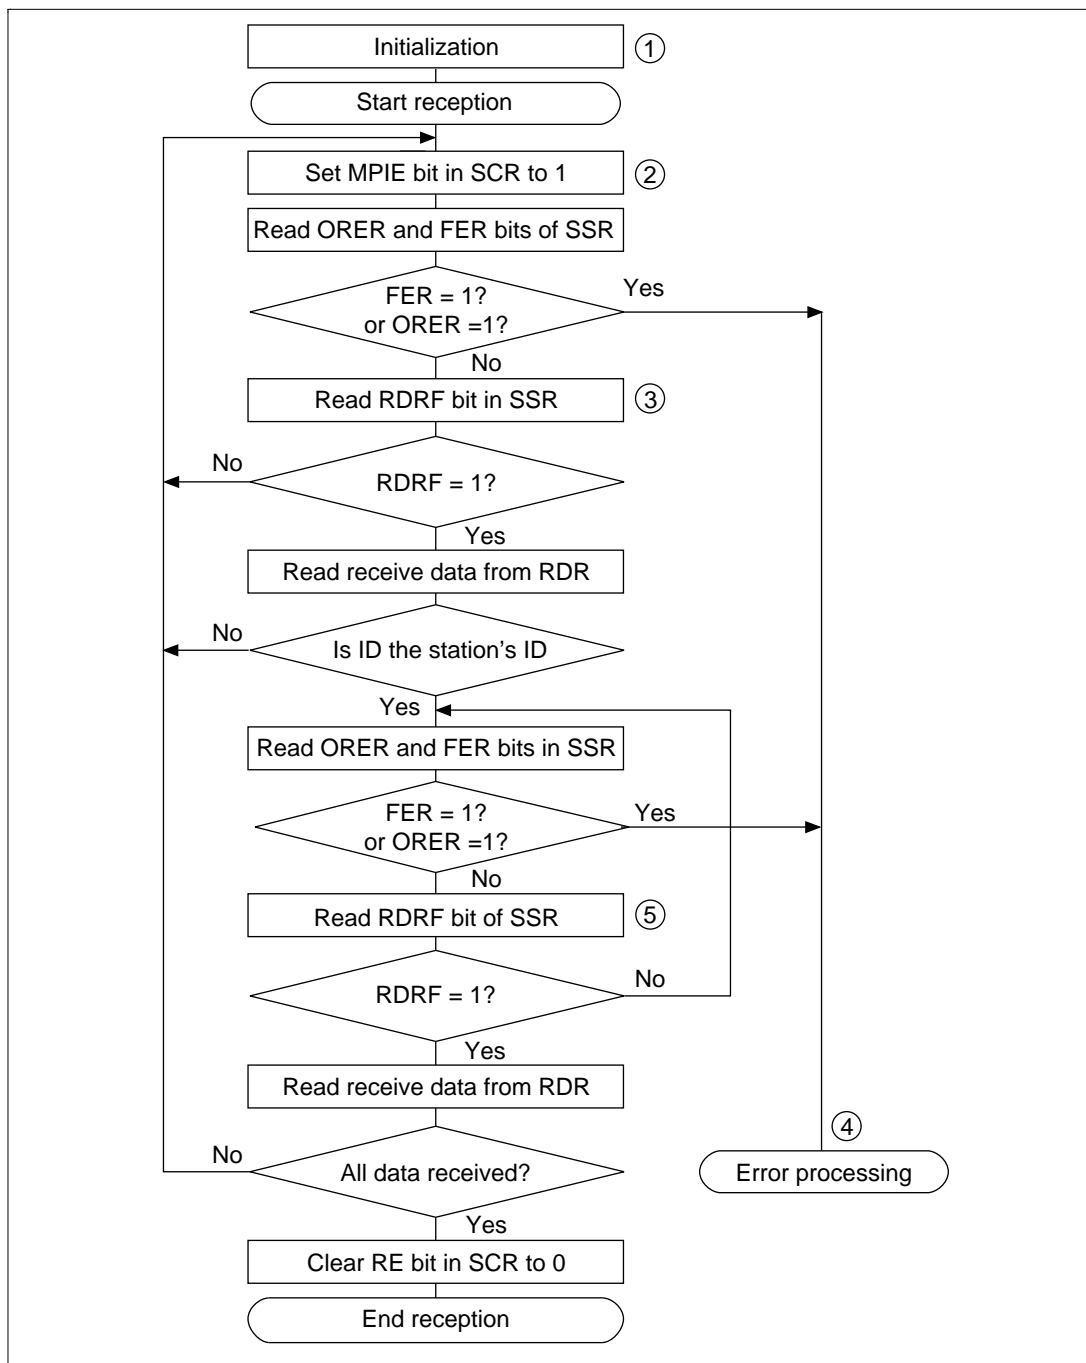 Initialization
1
Start reception
Set MPIE bit in SCR to 1
2
Read ORER and FER bits of SSR
FER = 1?
or ORER =1?
Yes
No
Read RDRF bit in SSR
3
No
RDRF = 1?
Yes
Read receive data from RDR
No
Is ID the station's ID
Yes
Read ORER and FER bits in SSR
FER = 1?
or ORER =1?
Yes
No
Read RDRF bit of SSR
5
RDRF = 1?
No
Yes
Read receive data from RDR
4
No
All data received?
Error processing
Yes
Clear RE bit in SCR to 0
End reception